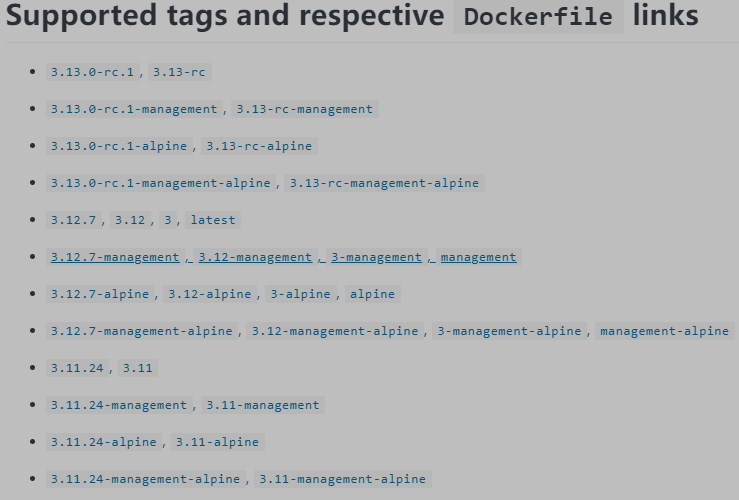 Supported tags and respective Dockerfile links
3.13.0-rc.1, 3.13-rc
3.13.0-rc.1-management, 3.13-rc-management
3.13.0-rc.1-alpine, 3.13-rc-alpine
3.13.0-rc.1-management-alpine, 3.13-rc-management-alpine
3.12.7, 3.12, 3, latest
3.12.7-management, 3.12-management, 3-management, management
3.12.7-alpine, 3.12-alpine, 3-alpine, alpine
3.12.7-management-alpine, 3.12-management-alpine, 3-management-alpine, management-alpine
3.11.24, 3.11
3.11.24-management, 3.11-management
3.11.24-alpine, 3.11-alpine
3.11.24-management-alpine, 3.11-management-alpine